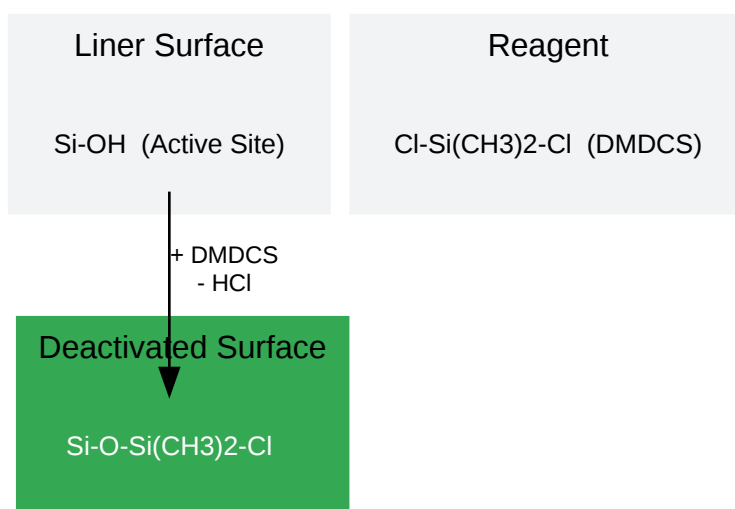 Liner Surface
Si-OH  (Active Site)
Reagent
Cl-Si(CH3)2-Cl  (DMDCS)
+ DMDCS
- HCl
Deactivated Surface
Si-O-Si(CH3)2-Cl